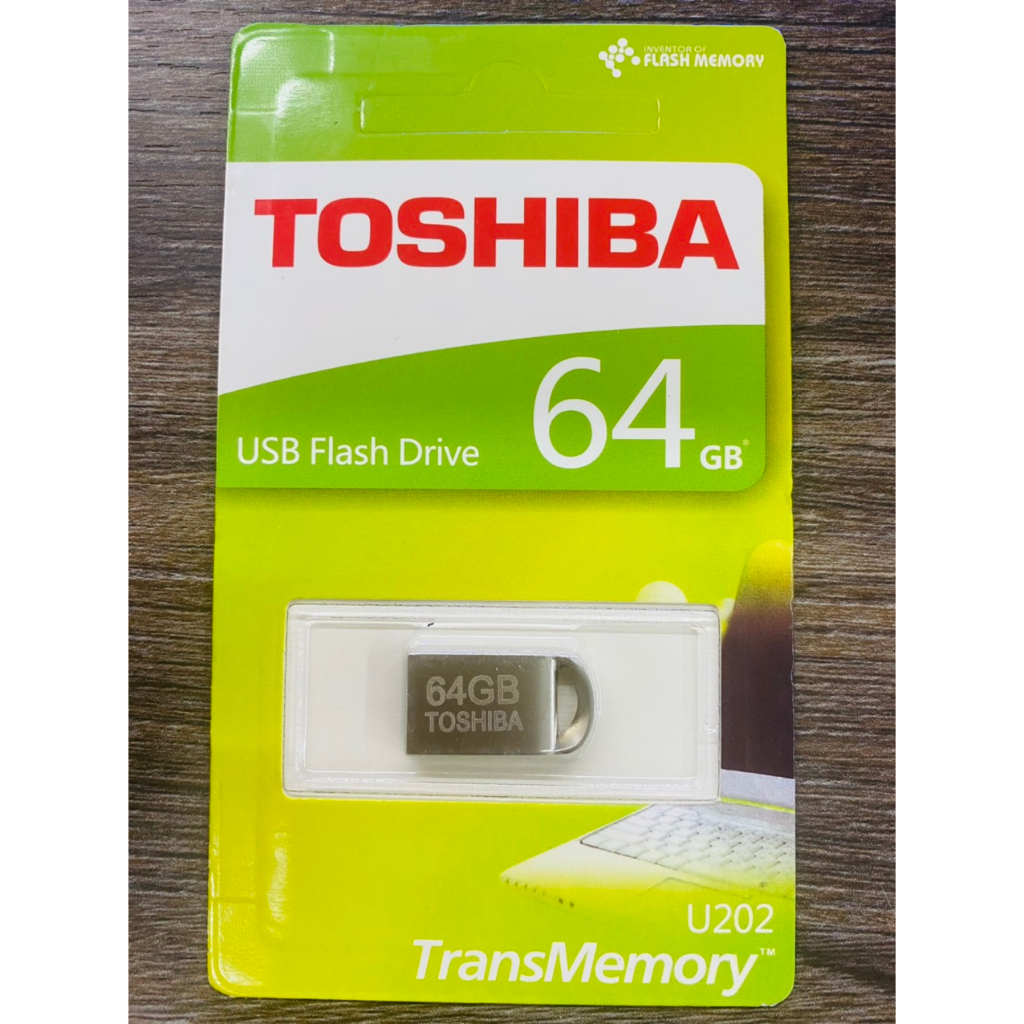 INVENTOR OF
FLASH MEMORY
TOSHIBA
64 GB*
USB Flash Drive
64GB
TOSHIBA
U202
TransMemory™